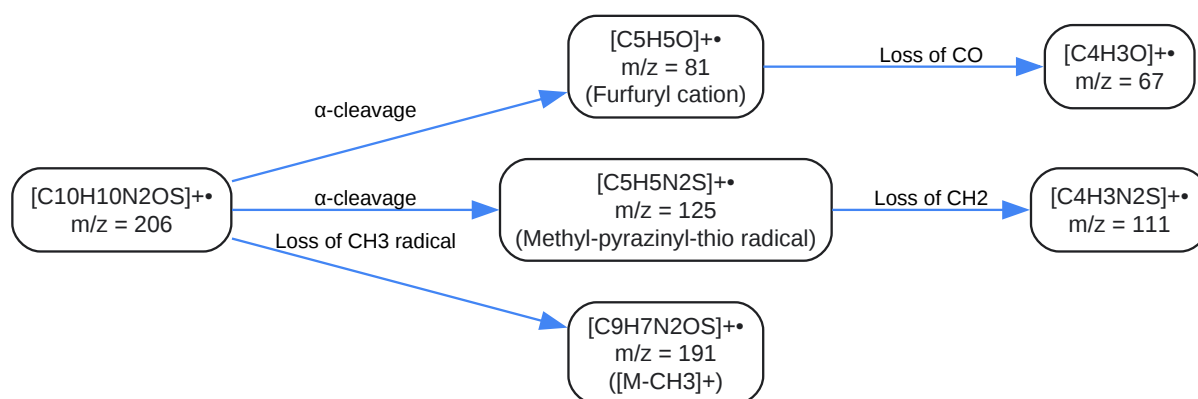 [C5H5O]+•
m/z = 81
(Furfuryl cation)
Loss of CO
[C4H3O]+•
m/z = 67
α-cleavage
[C10H10N2OS]+•
m/z = 206
α-cleavage
[C5H5N2S]+•
m/z = 125
(Methyl-pyrazinyl-thio radical)
Loss of CH2
[C4H3N2S]+•
m/z = 111
Loss of CH3 radical
[C9H7N2OS]+•
m/z = 191
([M-CH3]+)